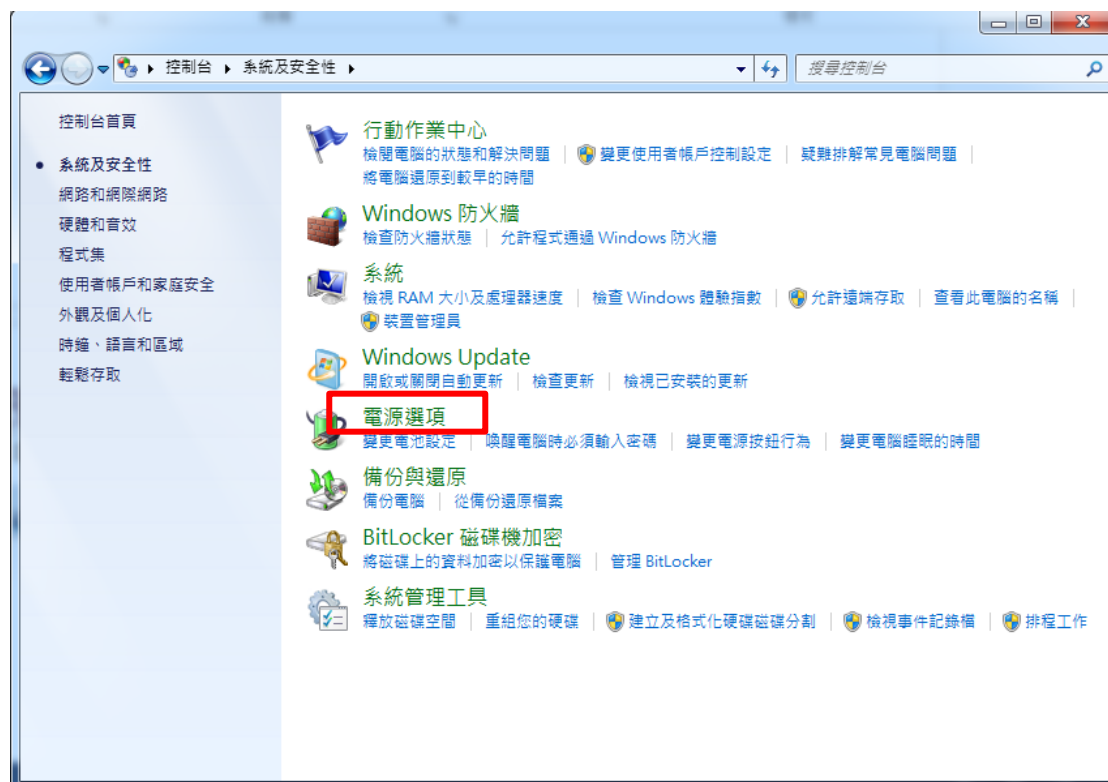 控制台 ▸ 系統及安全性 ▸
搜尋控制台
控制台首頁
系統及安全性
網路和網際網路
硬體和音效
程式集
使用者帳戶和家庭安全
外觀及個人化
時鐘、語言和區域
輕鬆存取
行動作業中心
檢閱電腦的狀態和解決問題 | 變更使用者帳戶控制設定 | 疑難排解常見電腦問題 |
將電腦還原到較早的時間
Windows 防火牆
檢查防火牆狀態 | 允許程式通過 Windows 防火牆
系統
檢視 RAM 大小及處理器速度 | 檢查 Windows 體驗指數 | 允許遠端存取 | 查看此電腦的名稱 |
裝置管理員
Windows Update
開啟或關閉自動更新 | 檢查更新 | 檢視已安裝的更新
電源選項
變更電池設定 | 喚醒電腦時必須輸入密碼 | 變更電源按鈕行為 | 變更電腦睡眠的時間
備份與還原
備份電腦 | 從備份還原檔案
BitLocker 磁碟機加密
將磁碟上的資料加密以保護電腦 | 管理 BitLocker
系統管理工具
釋放磁碟空間 | 重組您的硬碟 | 建立及格式化硬碟磁碟分割 | 檢視事件記錄檔 | 排程工作